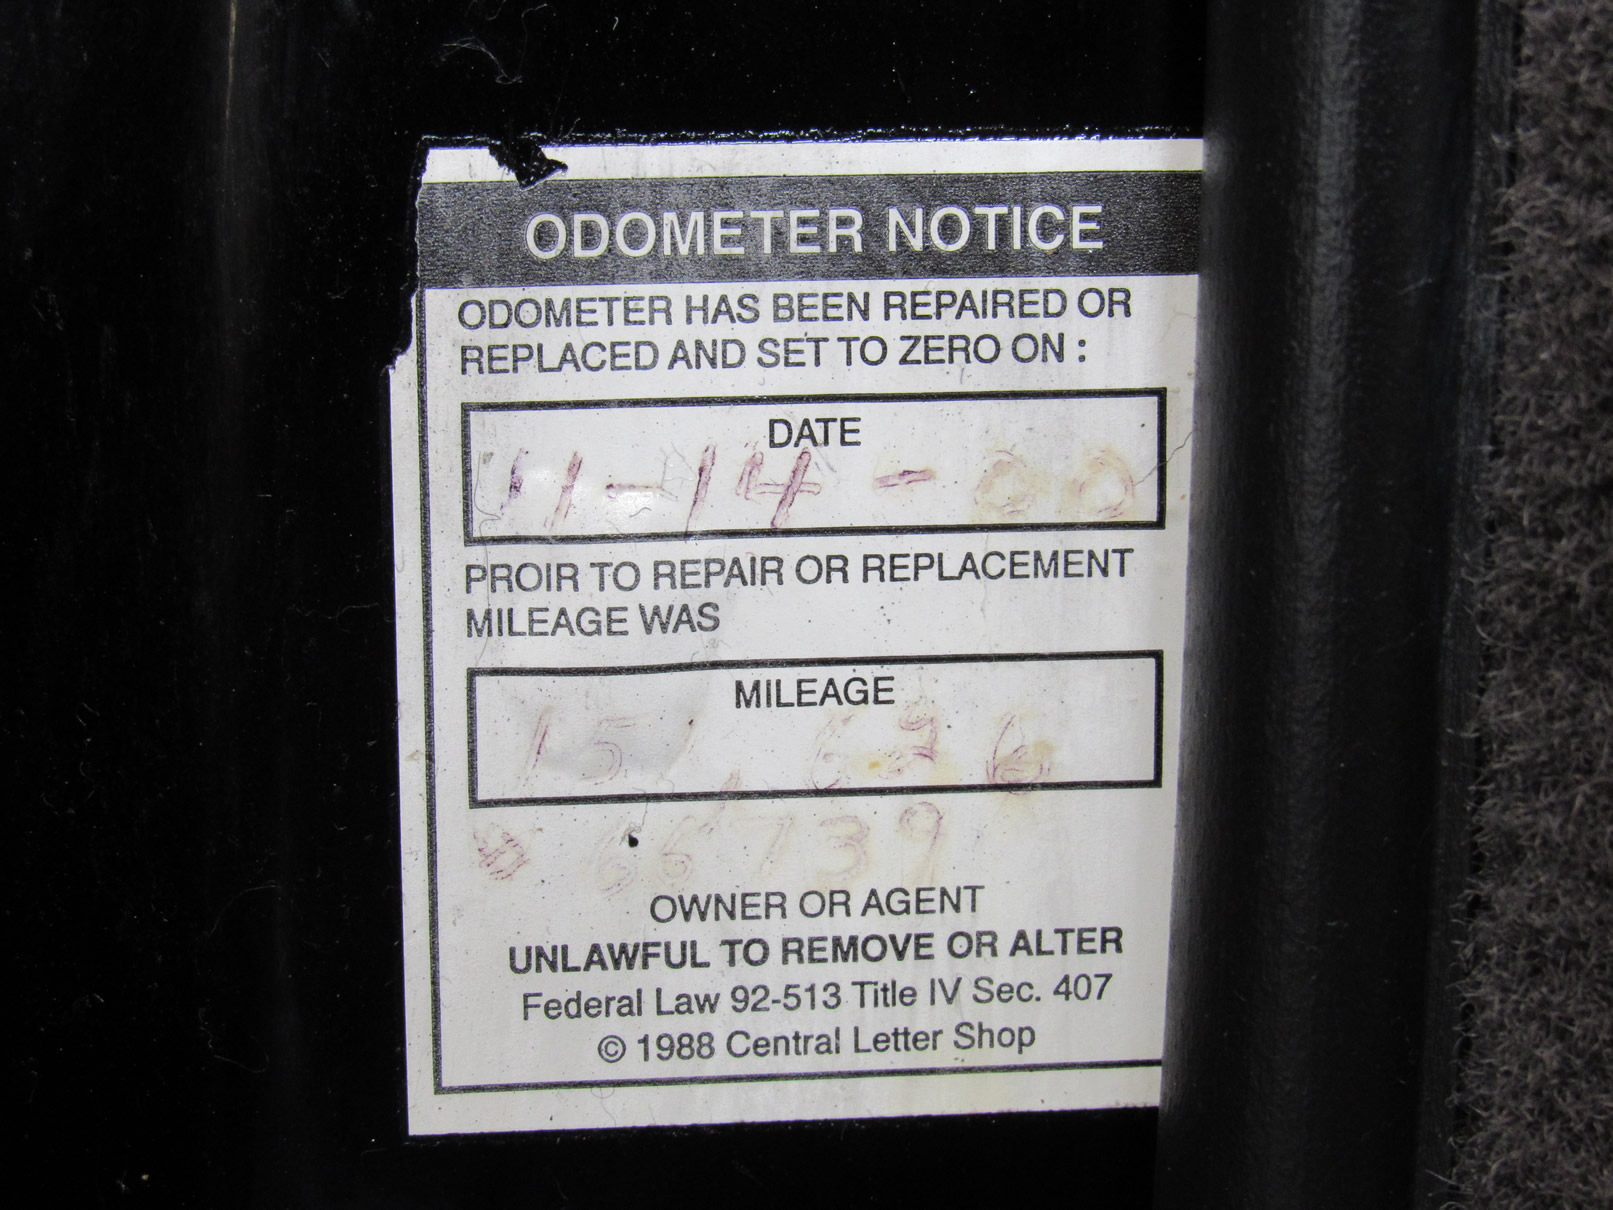 ODOMETER NOTICE
ODOMETER HAS BEEN REPAIRED OR
REPLACED AND SET TO ZERO ON :
DATE
11-14-00
PROIR TO REPAIR OR REPLACEMENT
MILEAGE WAS
MILEAGE
151,626
66739
OWNER OR AGENT
UNLAWFUL TO REMOVE OR ALTER
Federal Law 92-513 Title IV Sec. 407
© 1988 Central Letter Shop